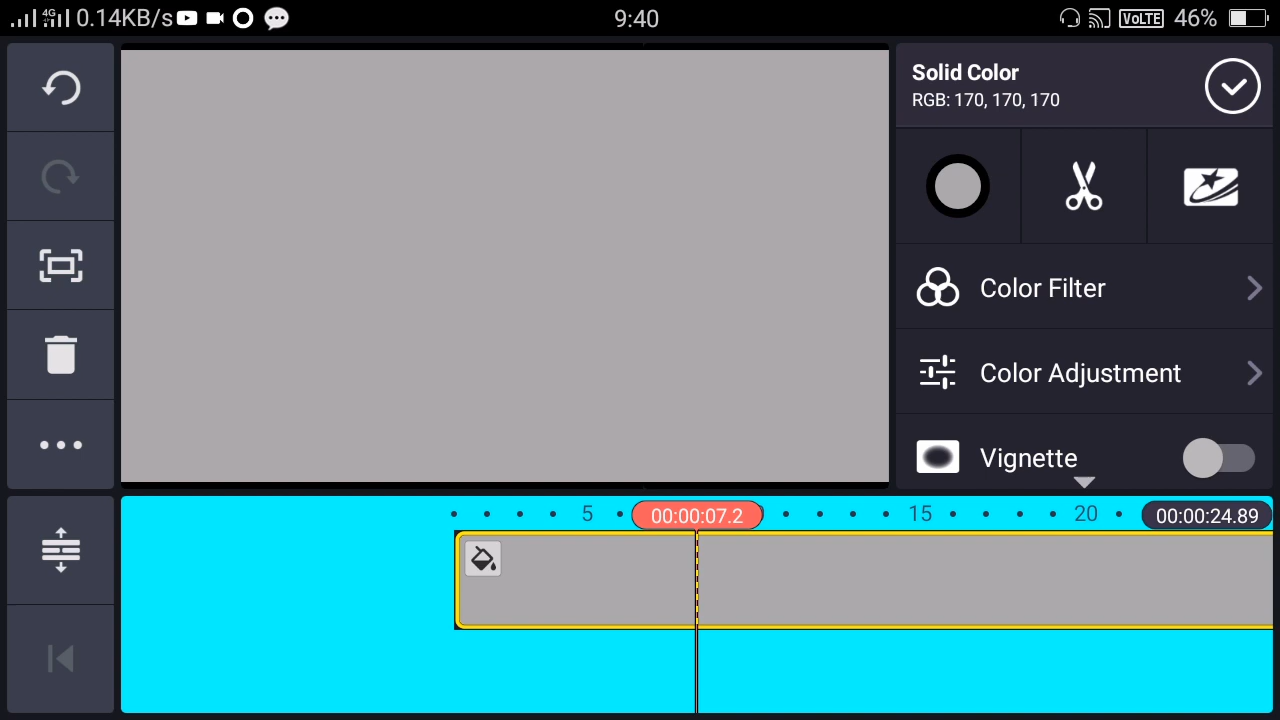 4G 0.14KB/s 9:40 VoLTE 46%
Solid Color
RGB: 170, 170, 170
Color Filter
Color Adjustment
Vignette
5 00:00:07.2 15 20 00:00:24.89